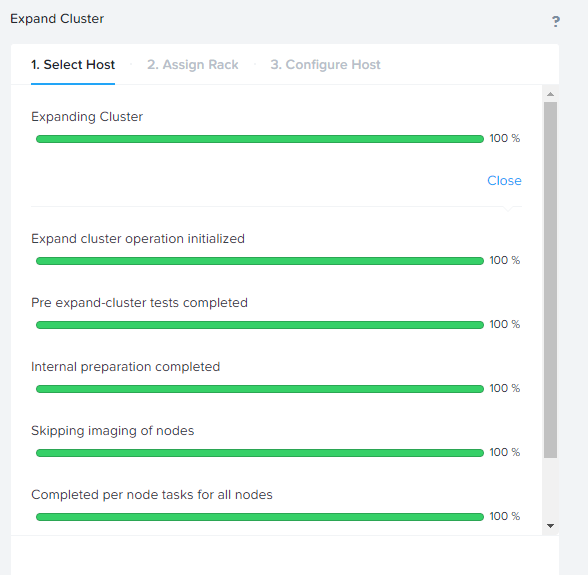 Expand Cluster ?
1. Select Host 2. Assign Rack 3. Configure Host
Expanding Cluster
100 %
Close
Expand cluster operation initialized
100 %
Pre expand-cluster tests completed
100 %
Internal preparation completed
100 %
Skipping imaging of nodes
100 %
Completed per node tasks for all nodes
100 %